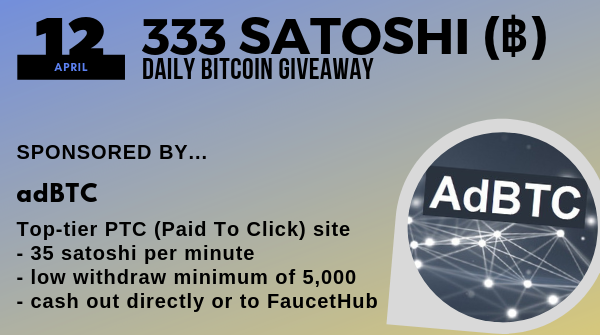 12
APRIL
333 SATOSHI (฿)
DAILY BITCOIN GIVEAWAY
SPONSORED BY...
adBTC
Top-tier PTC (Paid To Click) site
- 35 satoshi per minute
- low withdraw minimum of 5,000
- cash out directly or to FaucetHub
AdBTC